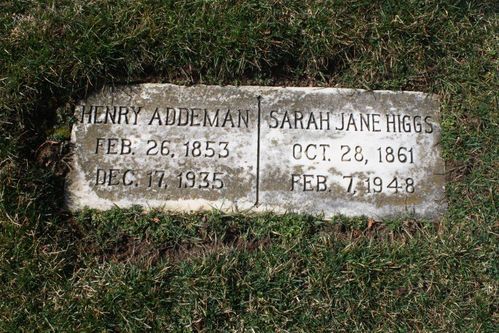 HENRY ADDEMAN
FEB. 26, 1853
DEC. 17, 1935
SARAH JANE HIGGS
OCT. 28, 1861
FEB. 7, 1948